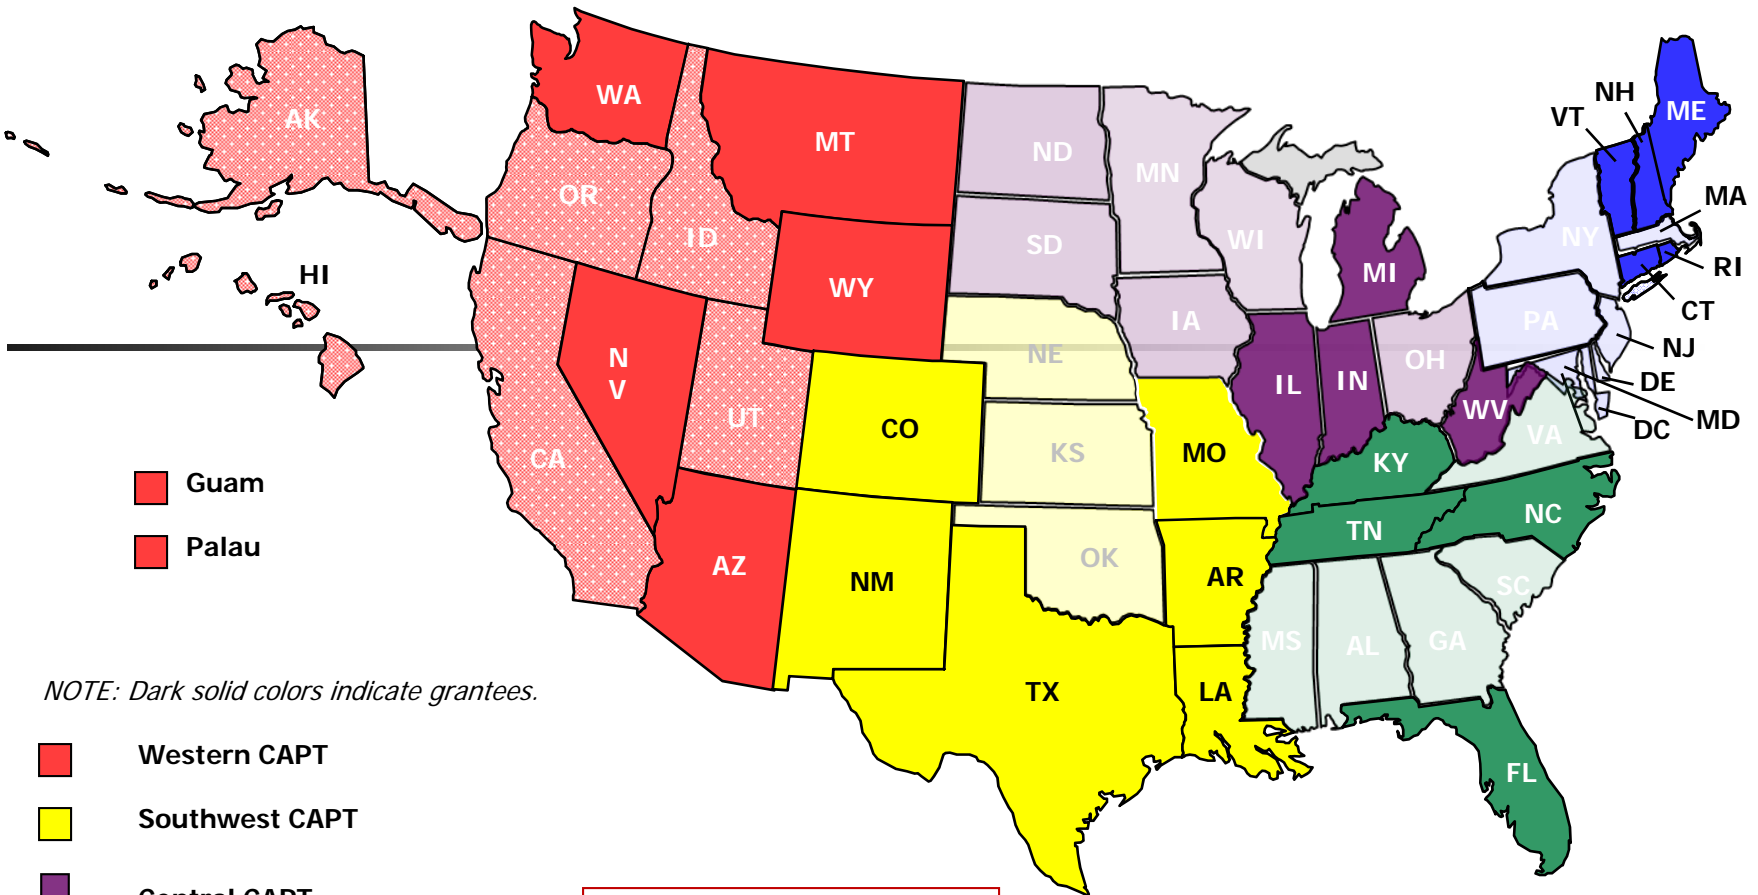 NH
VT
ME
WA
AK
MT
ND
MN
MA
OR
ID
SD
WI
NY
HI
WY
MI
RI
IA
PA
CT
N
V
NE
OH
NJ
IL
IN
DE
UT
CO
WV
MD
DC
CA
KS
MO
KY
VA
Guam
TN
NC
Palau
AZ
NM
OK
AR
SC
MS
AL
GA
NOTE: Dark solid colors indicate grantees.
TX
LA
Western CAPT
FL
Southwest CAPT
Central CAPT